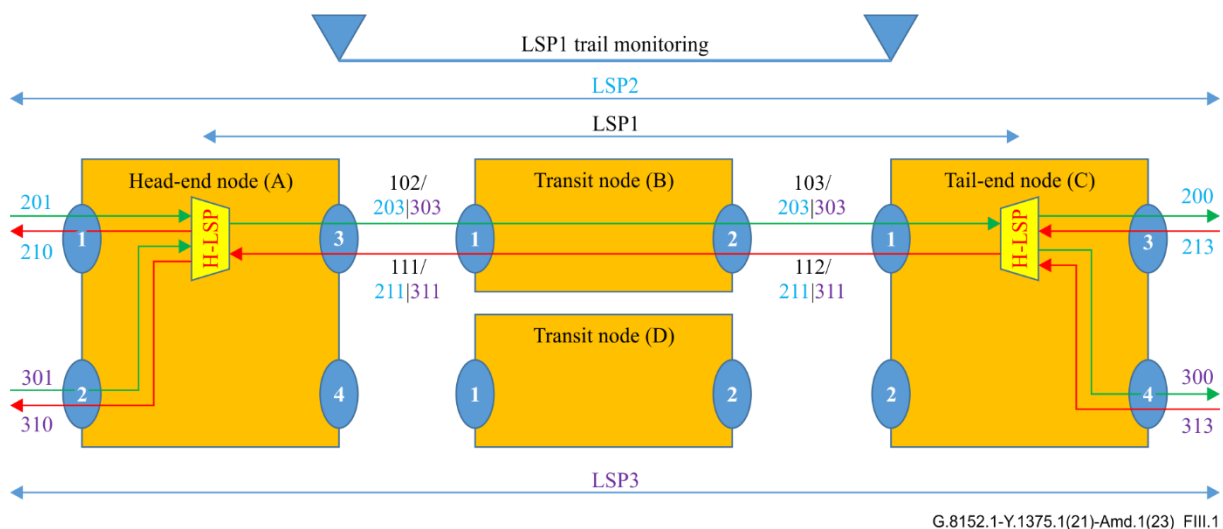 LSP1 trail monitoring
LSP2
LSP1
Head-end node (A)
102/
203|303
Transit node (B)
103/
203|303
Tail-end node (C)
201
H-LSP
H-LSP
200
1
3
1
2
1
3
210
111/
211|311
112/
211|311
213
Transit node (D)
301
300
2
4
1
2
2
4
310
313
LSP3
G.8152.1-Y.1375.1(21)-Amd.1(23) FIII.1